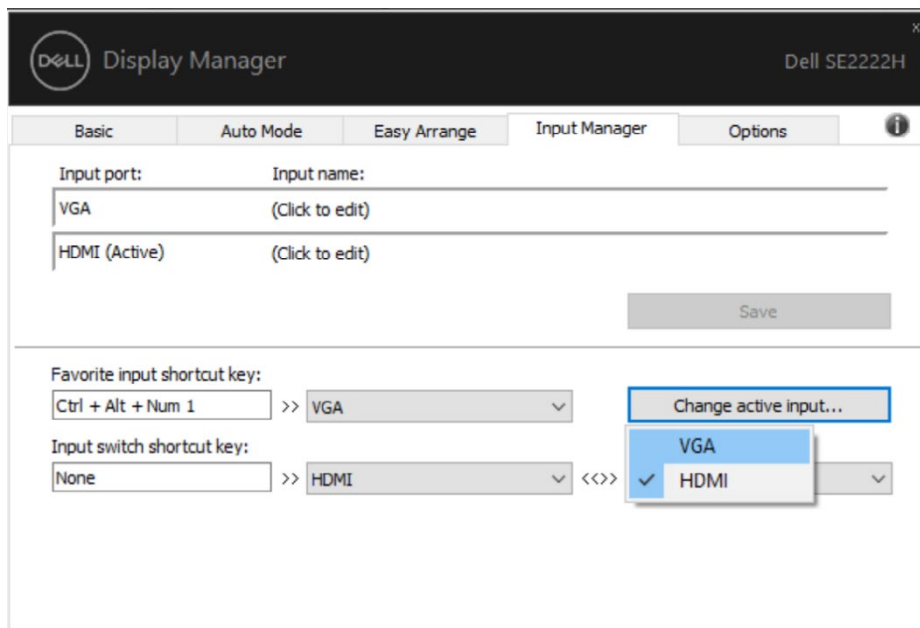 x
DELL Display Manager Dell SE2222H
Basic Auto Mode Easy Arrange Input Manager Options i
Input port: Input name:
VGA (Click to edit)
HDMI (Active) (Click to edit)
Save
Favorite input shortcut key:
Ctrl + Alt + Num 1 >> VGA Change active input...
VGA
Input switch shortcut key:
None >> HDMI <<>> HDMI